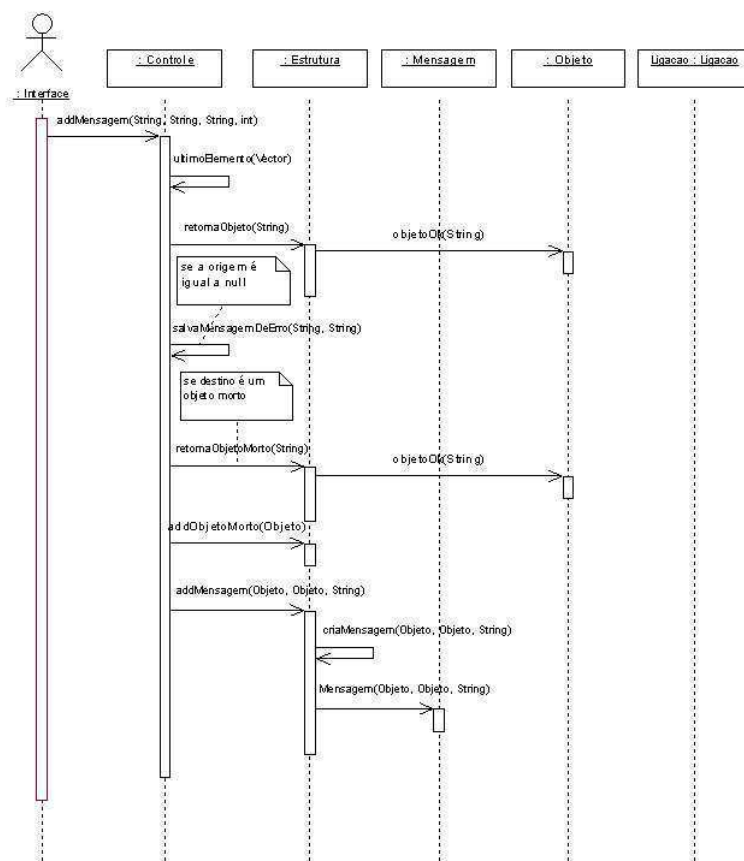 : Interface
: Controle
: Estrutura
: Mensagem
: Objeto
Ligacao : Ligacao
addMensagem(String, String, String, int)
ultimoElemento(Vector)
retornaObjeto(String)
objetoOk(String)
se a origem é
igual a null
salvaMensagemDeErro(String, String)
se destino é um
objeto morto
retornaObjetoMorto(String)
objetoOk(String)
addObjetoMorto(Objeto)
addMensagem(Objeto, Objeto, String)
criaMensagem(Objeto, Objeto, String)
Mensagem(Objeto, Objeto, String)